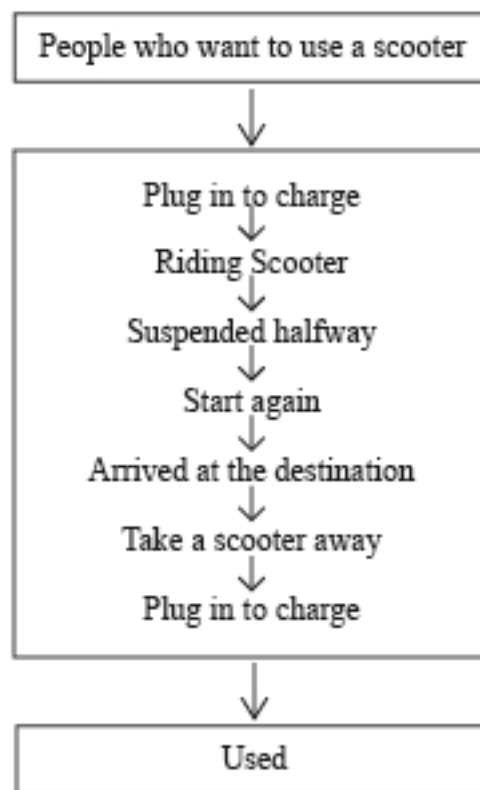 People who want to use a scooter
Plug in to charge
Riding Scooter
Suspended halfway
Start again
Arrived at the destination
Take a scooter away
Plug in to charge
Used